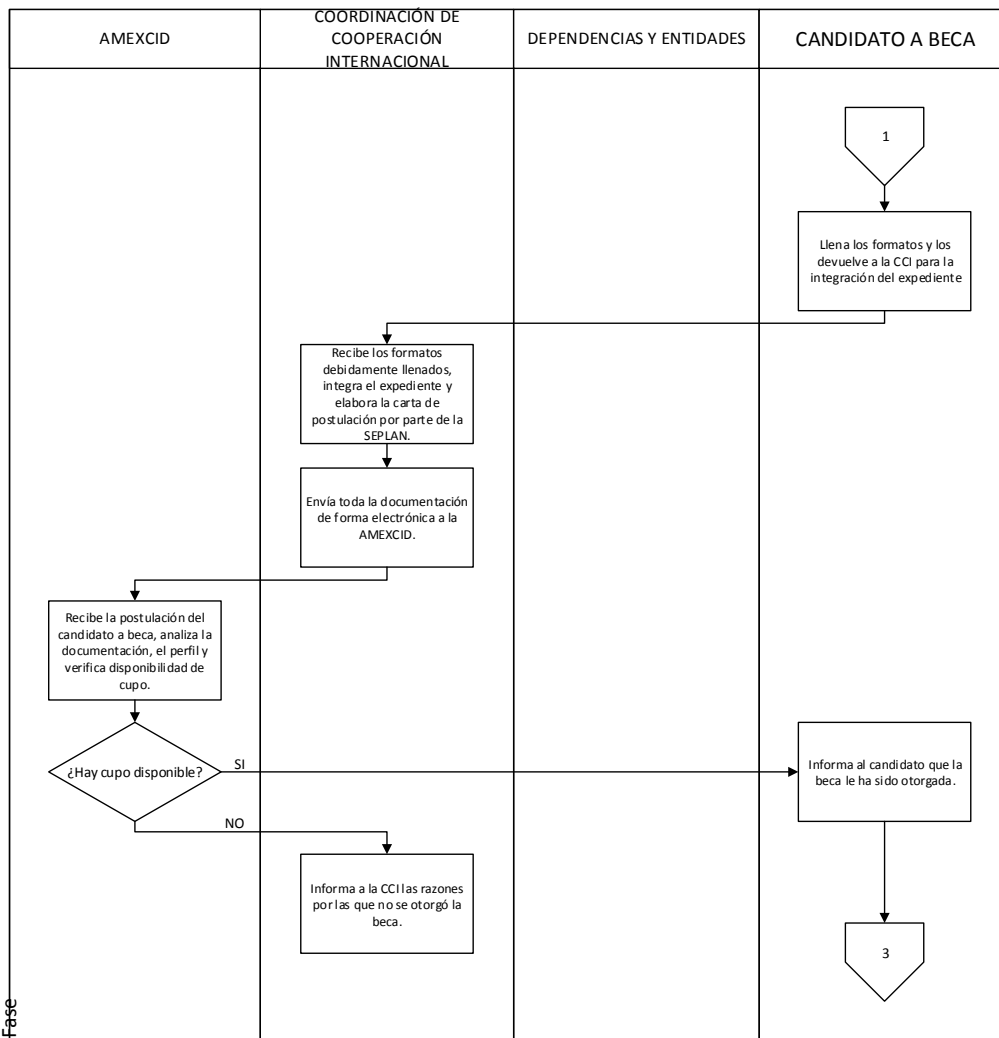 AMEXCID
COORDINACIÓN DE
COOPERACIÓN
INTERNACIONAL
DEPENDENCIAS Y ENTIDADES
CANDIDATO A BECA
1
Llena los formatos y los
devuelve a la CCI para la
integración del expediente
Recibe los formatos
debidamente llenados,
integra el expediente y
elabora la carta de
postulación por parte de la
SEPLAN.
Envía toda la documentación
de forma electrónica a la
AMEXCID.
Recibe la postulación del
candidato a beca, analiza la
documentación, el perfil y
verifica disponibilidad de
cupo.
¿Hay cupo disponible?
SI
Informa al candidato que la
beca le ha sido otorgada.
NO
Informa a la CCI las razones
por las que no se otorgó la
beca.
3
Fase